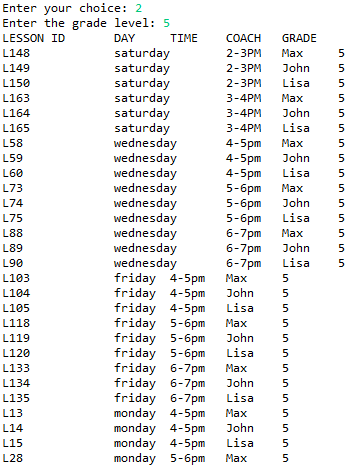 Enter your choice: 2
Enter the grade level: 5
LESSON ID DAY TIME COACH GRADE
L148 saturday 2-3PM Max 5
L149 saturday 2-3PM John 5
L150 saturday 2-3PM Lisa 5
L163 saturday 3-4PM Max 5
L164 saturday 3-4PM John 5
L165 saturday 3-4PM Lisa 5
L58 wednesday 4-5pm Max 5
L59 wednesday 4-5pm John 5
L60 wednesday 4-5pm Lisa 5
L73 wednesday 5-6pm Max 5
L74 wednesday 5-6pm John 5
L75 wednesday 5-6pm Lisa 5
L88 wednesday 6-7pm Max 5
L89 wednesday 6-7pm John 5
L90 wednesday 6-7pm Lisa 5
L103 friday 4-5pm Max 5
L104 friday 4-5pm John 5
L105 friday 4-5pm Lisa 5
L118 friday 5-6pm Max 5
L119 friday 5-6pm John 5
L120 friday 5-6pm Lisa 5
L133 friday 6-7pm Max 5
L134 friday 6-7pm John 5
L135 friday 6-7pm Lisa 5
L13 monday 4-5pm Max 5
L14 monday 4-5pm John 5
L15 monday 4-5pm Lisa 5
L28 monday 5-6pm Max 5